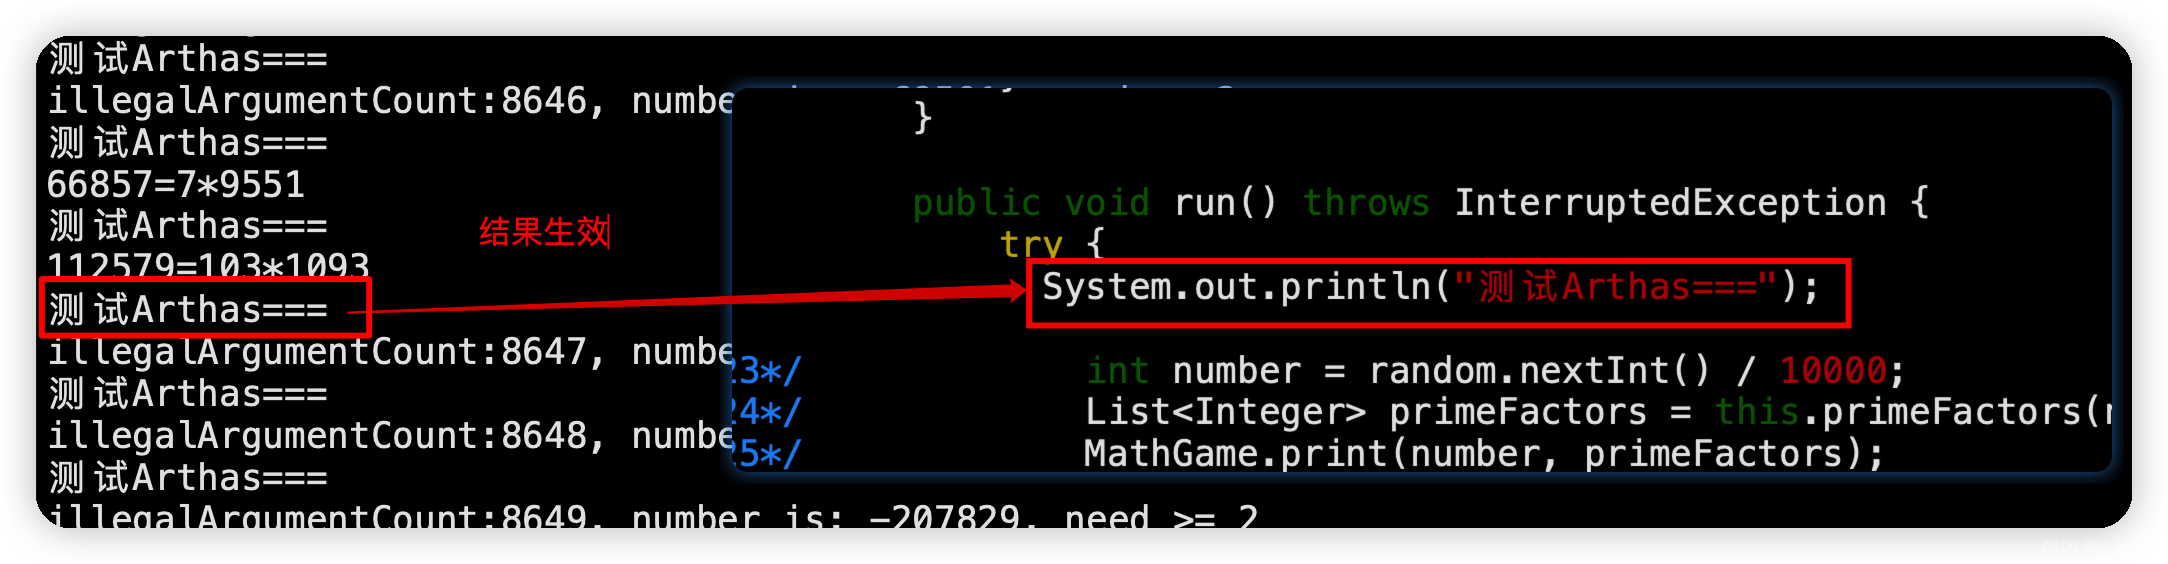 测试Arthas===
illegalArgumentCount:8646, numbe
测试Arthas===
66857=7*9551
测试Arthas===
112579=103*1093
测试Arthas===
illegalArgumentCount:8647, numbe
测试Arthas===
illegalArgumentCount:8648, numbe
测试Arthas===
illegalArgumentCount:8649, number is: -207829, need >= 2
结果生效
}
public void run() throws InterruptedException {
try {
System.out.println("测试Arthas===");
23*/ int number = random.nextInt() / 10000;
24*/ List<Integer> primeFactors = this.primeFactors(
25*/ MathGame.print(number, primeFactors);